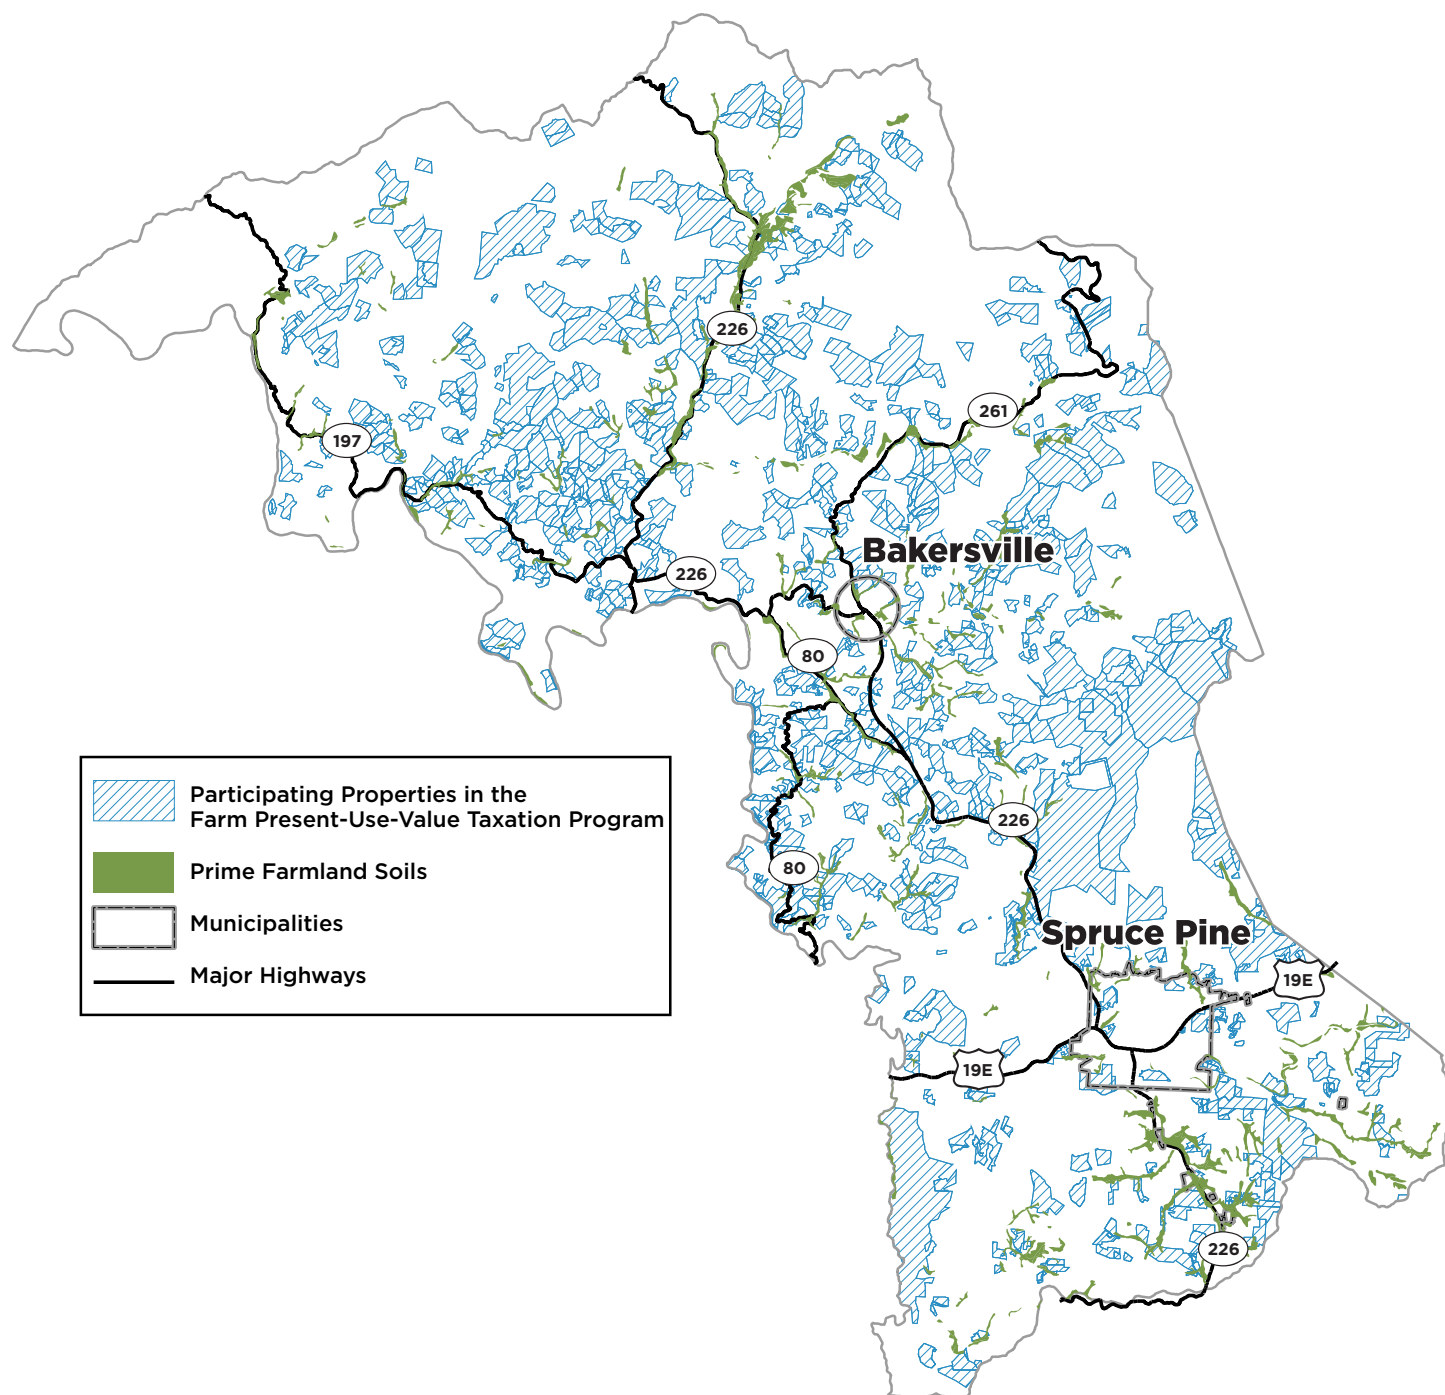 226
261
197
Bakersville
226
80
Participating Properties in the
Farm Present-Use-Value Taxation Program
226
80
Prime Farmland Soils
Municipalities
Spruce Pine
Major Highways
19E
19E
226